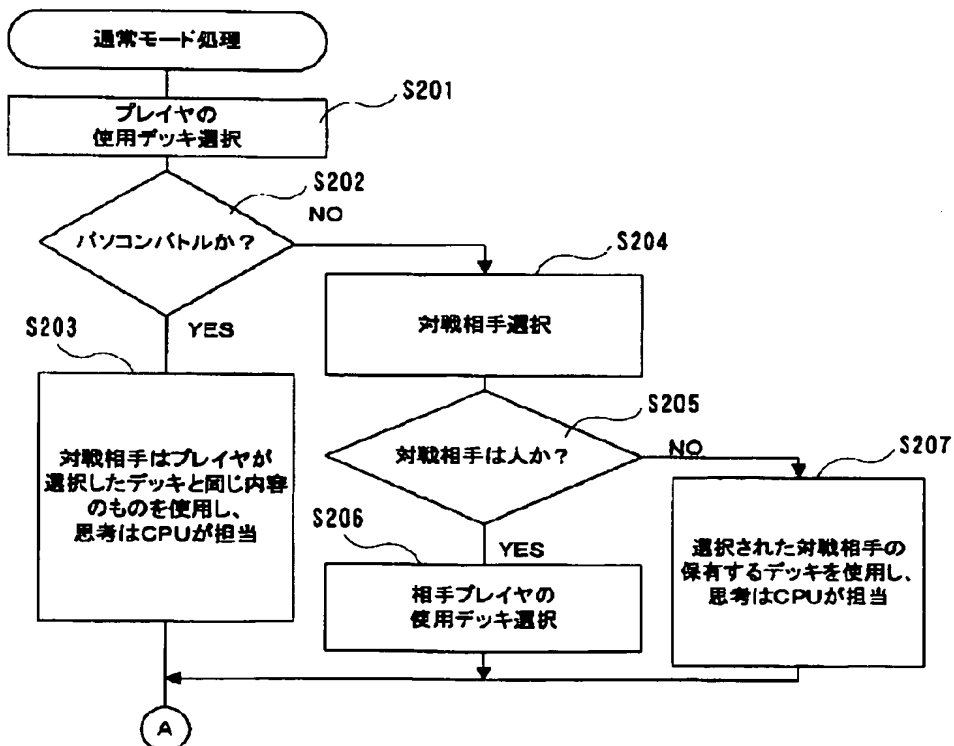 通常モード処理
S201
プレイヤの
使用デッキ選択
S202
NO
パソコンバトルか？
S204
対戦相手選択
S203
YES
対戦相手はプレイヤが
選択したデッキと同じ内容
のものを使用し、
思考はCPUが担当
S205
対戦相手は人か？
NO
S207
S206
YES
相手プレイヤの
使用デッキ選択
選択された対戦相手の
保有するデッキを使用し、
思考はCPUが担当
A